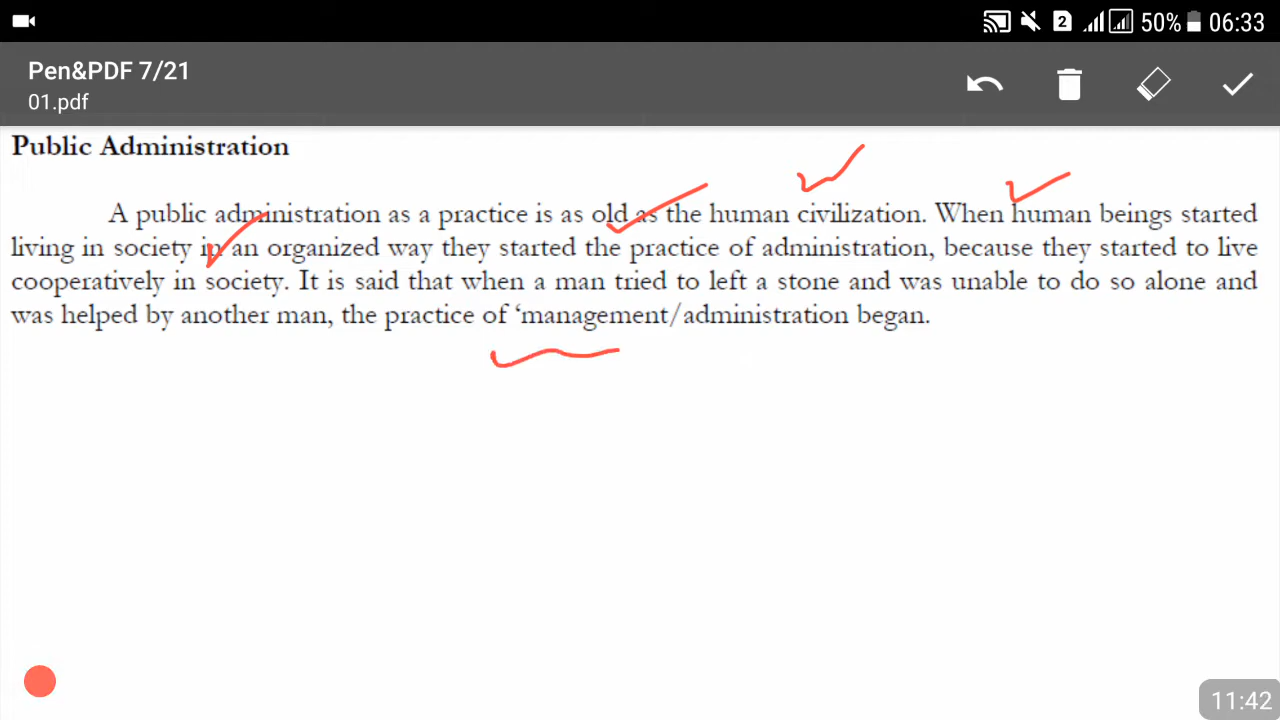 2 50% 06:33
Pen&PDF 7/21
01.pdf
Public Administration
A public administration as a practice is as old as the human civilization. When human beings started
living in society in an organized way they started the practice of administration, because they started to live
cooperatively in society. It is said that when a man tried to left a stone and was unable to do so alone and
was helped by another man, the practice of ‘management/administration began.
11:42